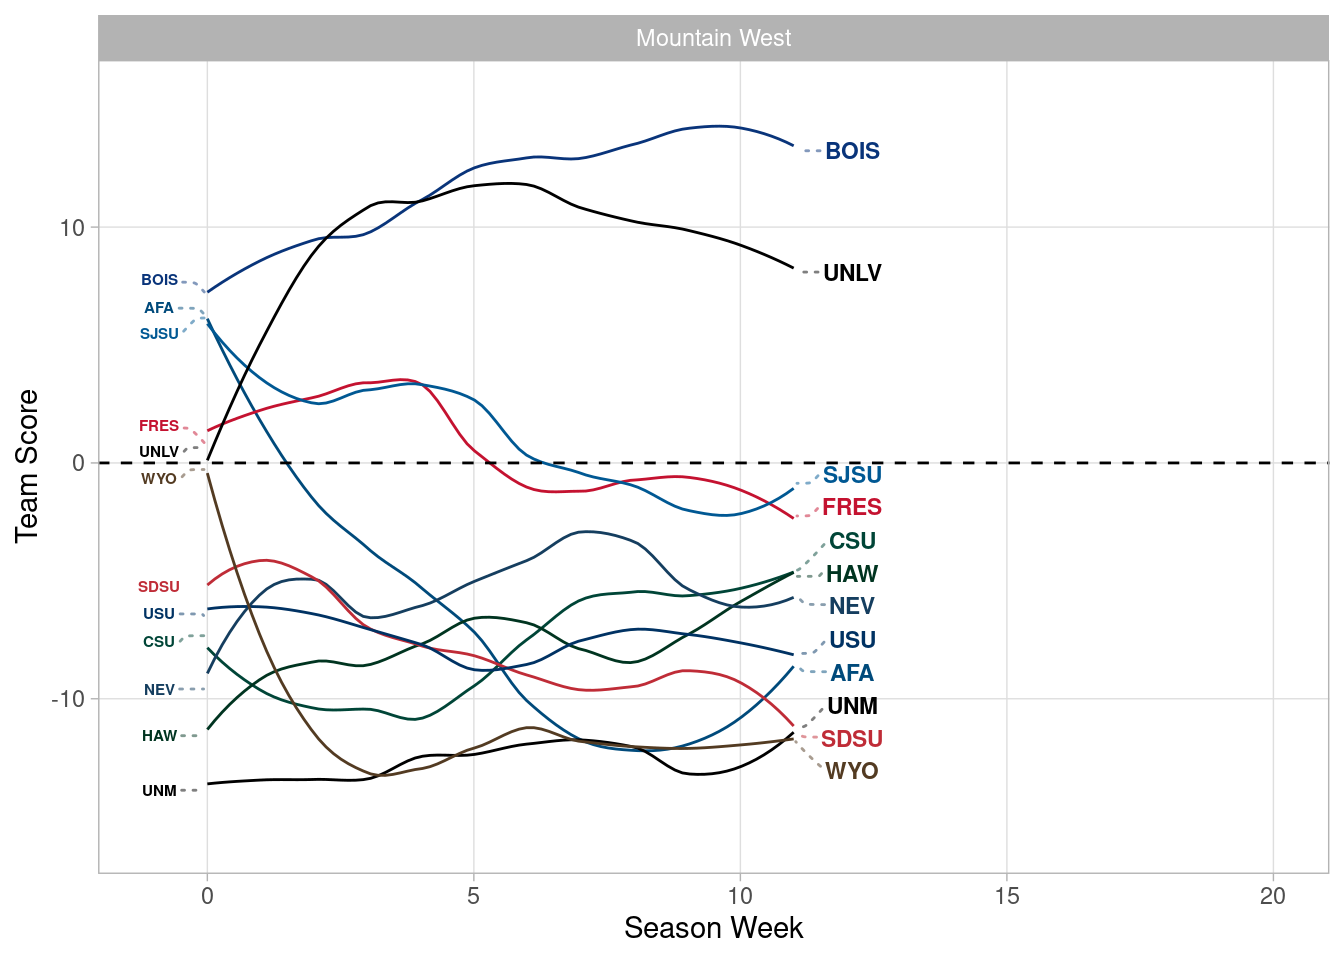 Mountain West
BOIS
10
UNLV
BOIS
AFA
SJSU
FRES
UNLV
0
WYO
SJSU
FRES
CSU
HAW
NEV
SDSU
USU
CSU
USU
AFA
NEV
-10
UNM
HAW
SDSU
WYO
UNM
0 5 10 15 20
Season Week
Team Score